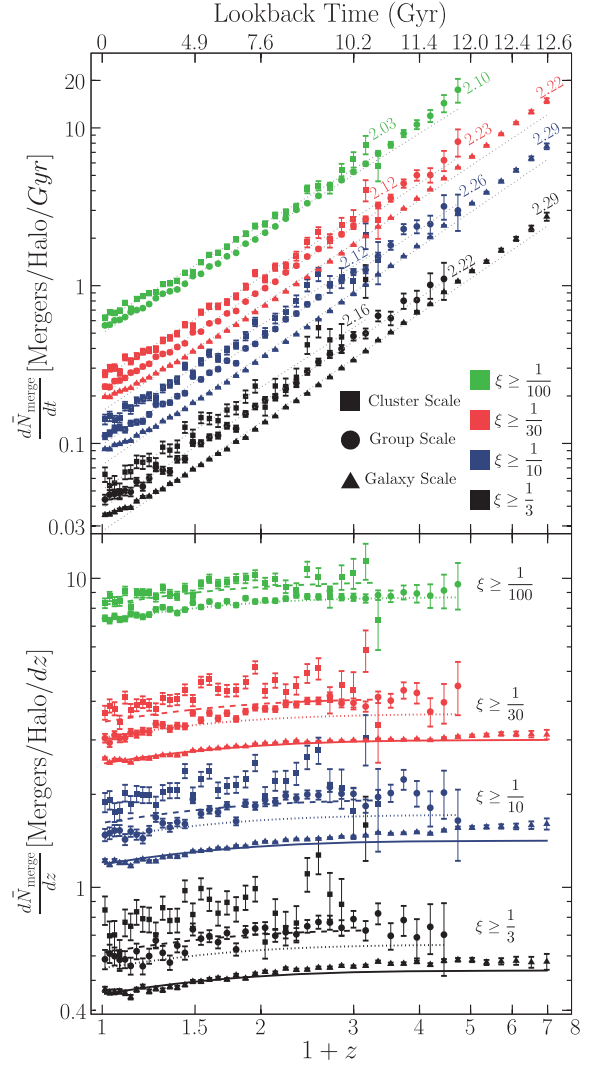 Lookback Time (Gyr)
0 4.9 7.6 10.2 11.4 12.0 12.4 12.6
20
10
1
0.1
0.03
dN̄merge/dt [Mergers/Halo/Gyr]
2.03 2.10 2.22
2.12 2.23 2.29
2.12 2.26 2.29
2.16 2.22
Cluster Scale
Group Scale
Galaxy Scale
ξ ≥ 1/100
ξ ≥ 1/30
ξ ≥ 1/10
ξ ≥ 1/3
10
1
0.4
dN̄merge/dz [Mergers/Halo/dz]
ξ ≥ 1/100
ξ ≥ 1/30
ξ ≥ 1/10
ξ ≥ 1/3
1 1.5 2 3 4 5 6 7 8
1 + z